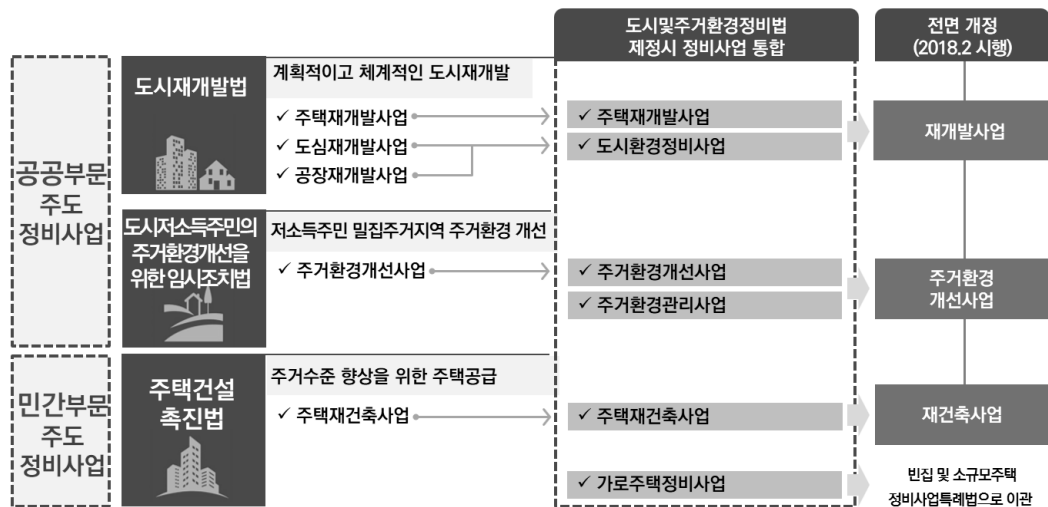 도시및주거환경정비법
제정시 정비사업 통합
전면 개정
(2018.2 시행)
공공부문
주도
정비사업
도시재개발법
계획적이고 체계적인 도시재개발
✓ 주택재개발사업
✓ 도심재개발사업
✓ 공장재개발사업
✓ 주택재개발사업
✓ 도시환경정비사업
재개발사업
도시저소득주민의
주거환경개선을
위한 임시조치법
저소득주민 밀집주거지역 주거환경 개선
✓ 주거환경개선사업
✓ 주거환경개선사업
✓ 주거환경관리사업
주거환경
개선사업
민간부문
주도
정비사업
주택건설
촉진법
주거수준 향상을 위한 주택공급
✓ 주택재건축사업
✓ 주택재건축사업
재건축사업
✓ 가로주택정비사업
빈집 및 소규모주택
정비사업특례법으로 이관